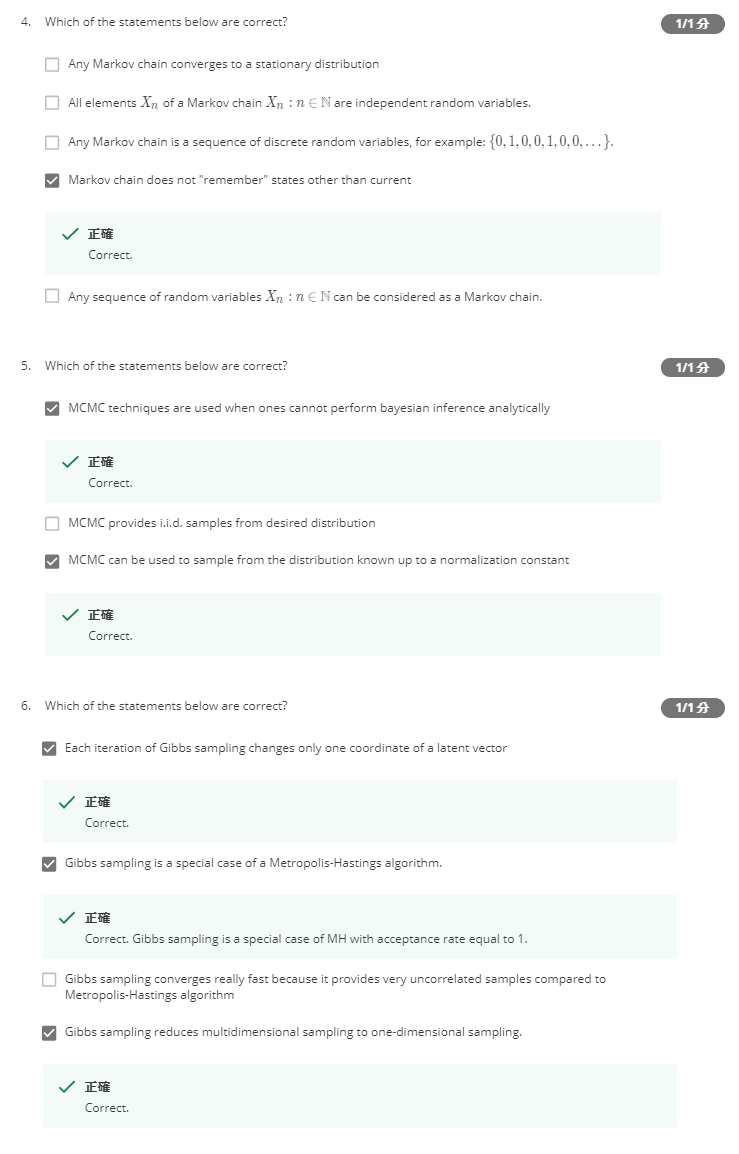 4. Which of the statements below are correct?
1/1 分
Any Markov chain converges to a stationary distribution
All elements Xₙ of a Markov chain Xₙ : n ∈ ℕ are independent random variables.
Any Markov chain is a sequence of discrete random variables, for example: {0, 1, 0, 0, 1, 0, 0, . . . }.
Markov chain does not "remember" states other than current
正確
Correct.
Any sequence of random variables Xₙ : n ∈ ℕ can be considered as a Markov chain.
5. Which of the statements below are correct?
1/1 分
MCMC techniques are used when ones cannot perform bayesian inference analytically
正確
Correct.
MCMC provides i.i.d. samples from desired distribution
MCMC can be used to sample from the distribution known up to a normalization constant
正確
Correct.
6. Which of the statements below are correct?
1/1 分
Each iteration of Gibbs sampling changes only one coordinate of a latent vector
正確
Correct.
Gibbs sampling is a special case of a Metropolis-Hastings algorithm.
正確
Correct. Gibbs sampling is a special case of MH with acceptance rate equal to 1.
Gibbs sampling converges really fast because it provides very uncorrelated samples compared to
Metropolis-Hastings algorithm
Gibbs sampling reduces multidimensional sampling to one-dimensional sampling.
正確
Correct.